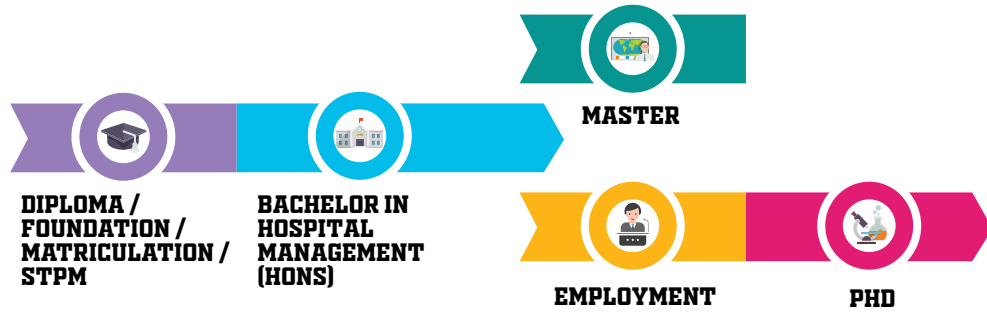 DIPLOMA /
FOUNDATION /
MATRICULATION /
STPM
BACHELOR IN
HOSPITAL
MANAGEMENT
(HONS)
MASTER
EMPLOYMENT
PHD